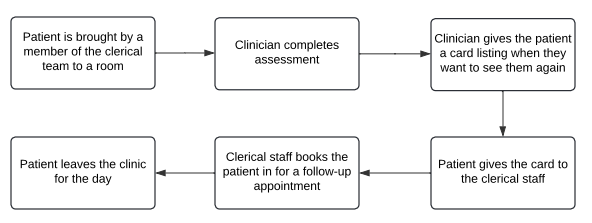 Patient is brought by a
member of the clerical
team to a room
Clinician completes
assessment
Clinician gives the patient
a card listing when they
want to see them again
Patient gives the card to
the clerical staff
Clerical staff books the
patient in for a follow-up
appointment
Patient leaves the clinic
for the day